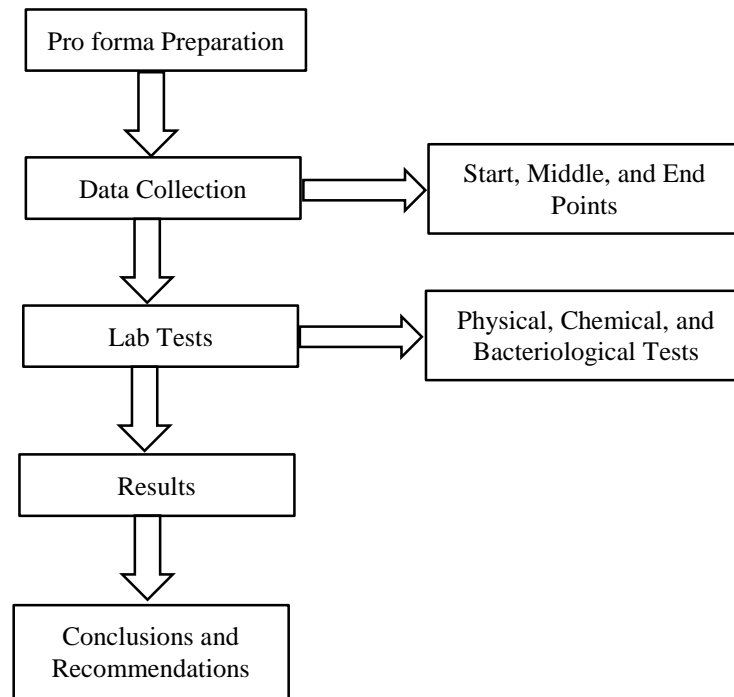 Pro forma Preparation
Data Collection
Start, Middle, and End
Points
Lab Tests
Physical, Chemical, and
Bacteriological Tests
Results
Conclusions and
Recommendations